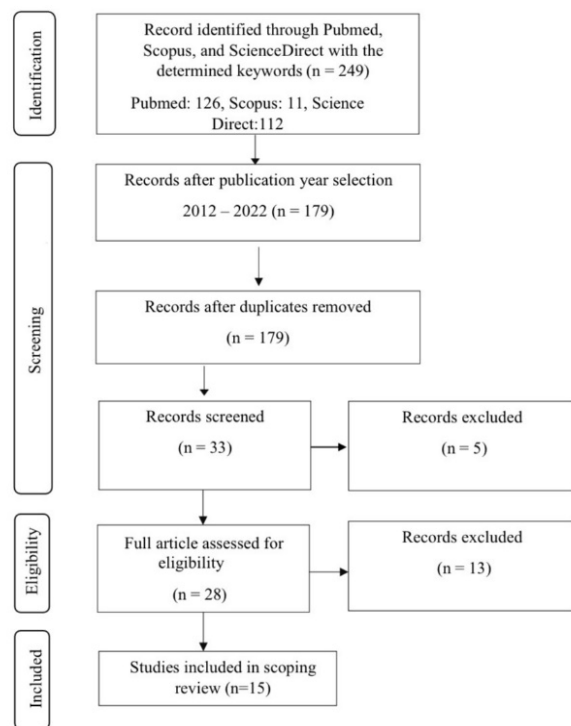 Identification
Record identified through Pubmed,
Scopus, and ScienceDirect with the
determined keywords (n = 249)
Pubmed: 126, Scopus: 11, Science
Direct:112
Screening
Records after publication year selection
2012 – 2022 (n = 179)
Records after duplicates removed
(n = 179)
Records screened
(n = 33)
Records excluded
(n = 5)
Eligibility
Full article assessed for
eligibility
(n = 28)
Records excluded
(n = 13)
Included
Studies included in scoping
review (n=15)